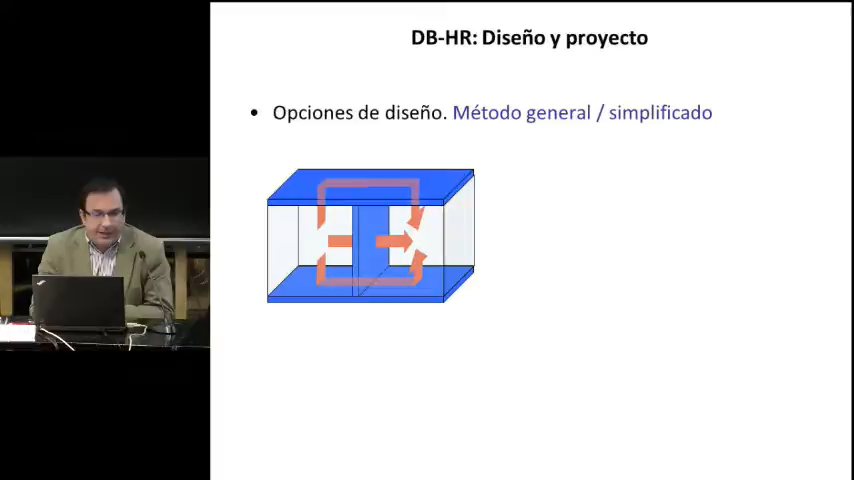 DB-HR: Diseño y proyecto
• Opciones de diseño. Método general / simplificado